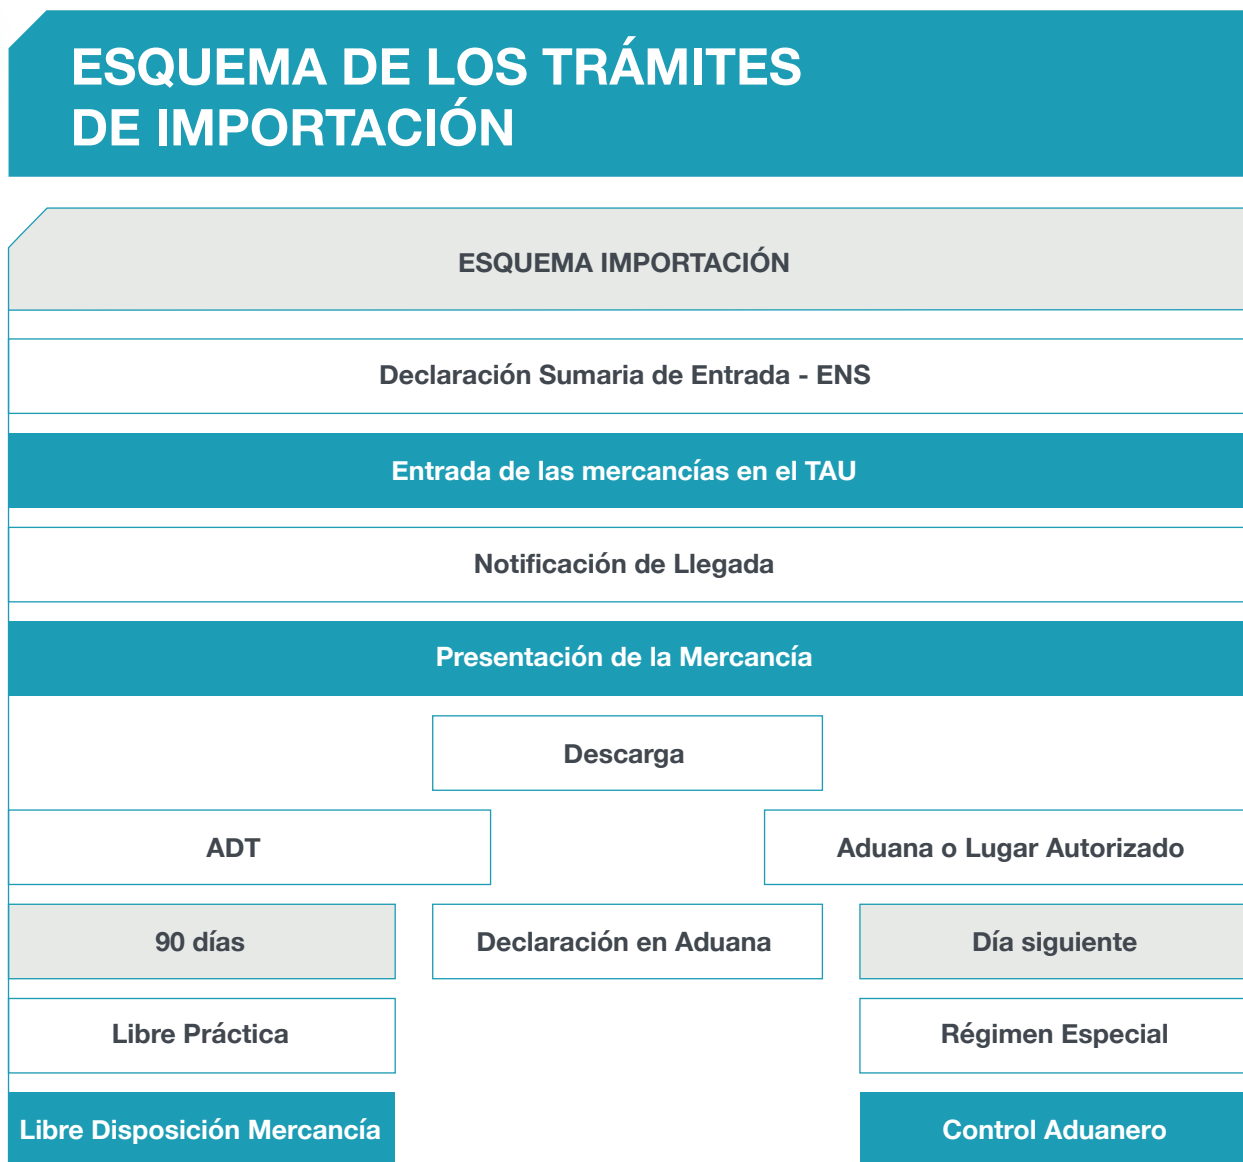 ESQUEMA DE LOS TRÁMITES
DE IMPORTACIÓN
ESQUEMA IMPORTACIÓN
Declaración Sumaria de Entrada - ENS
Entrada de las mercancías en el TAU
Notificación de Llegada
Presentación de la Mercancía
Descarga
ADT
Aduana o Lugar Autorizado
90 días
Declaración en Aduana
Día siguiente
Libre Práctica
Régimen Especial
Libre Disposición Mercancía
Control Aduanero